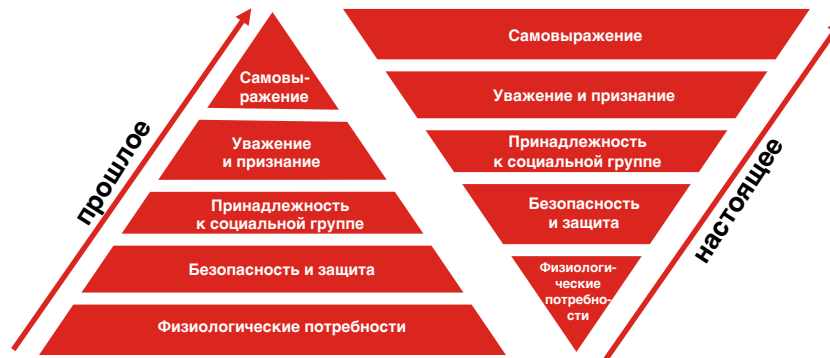 прошлое
Самовы-
ражение
Уважение
и признание
Принадлежность
к социальной группе
Безопасность и защита
Физиологические потребности
Самовыражение
Уважение и признание
Принадлежность
к социальной группе
Безопасность
и защита
Физиологи-
ческие
потребно-
сти
настоящее